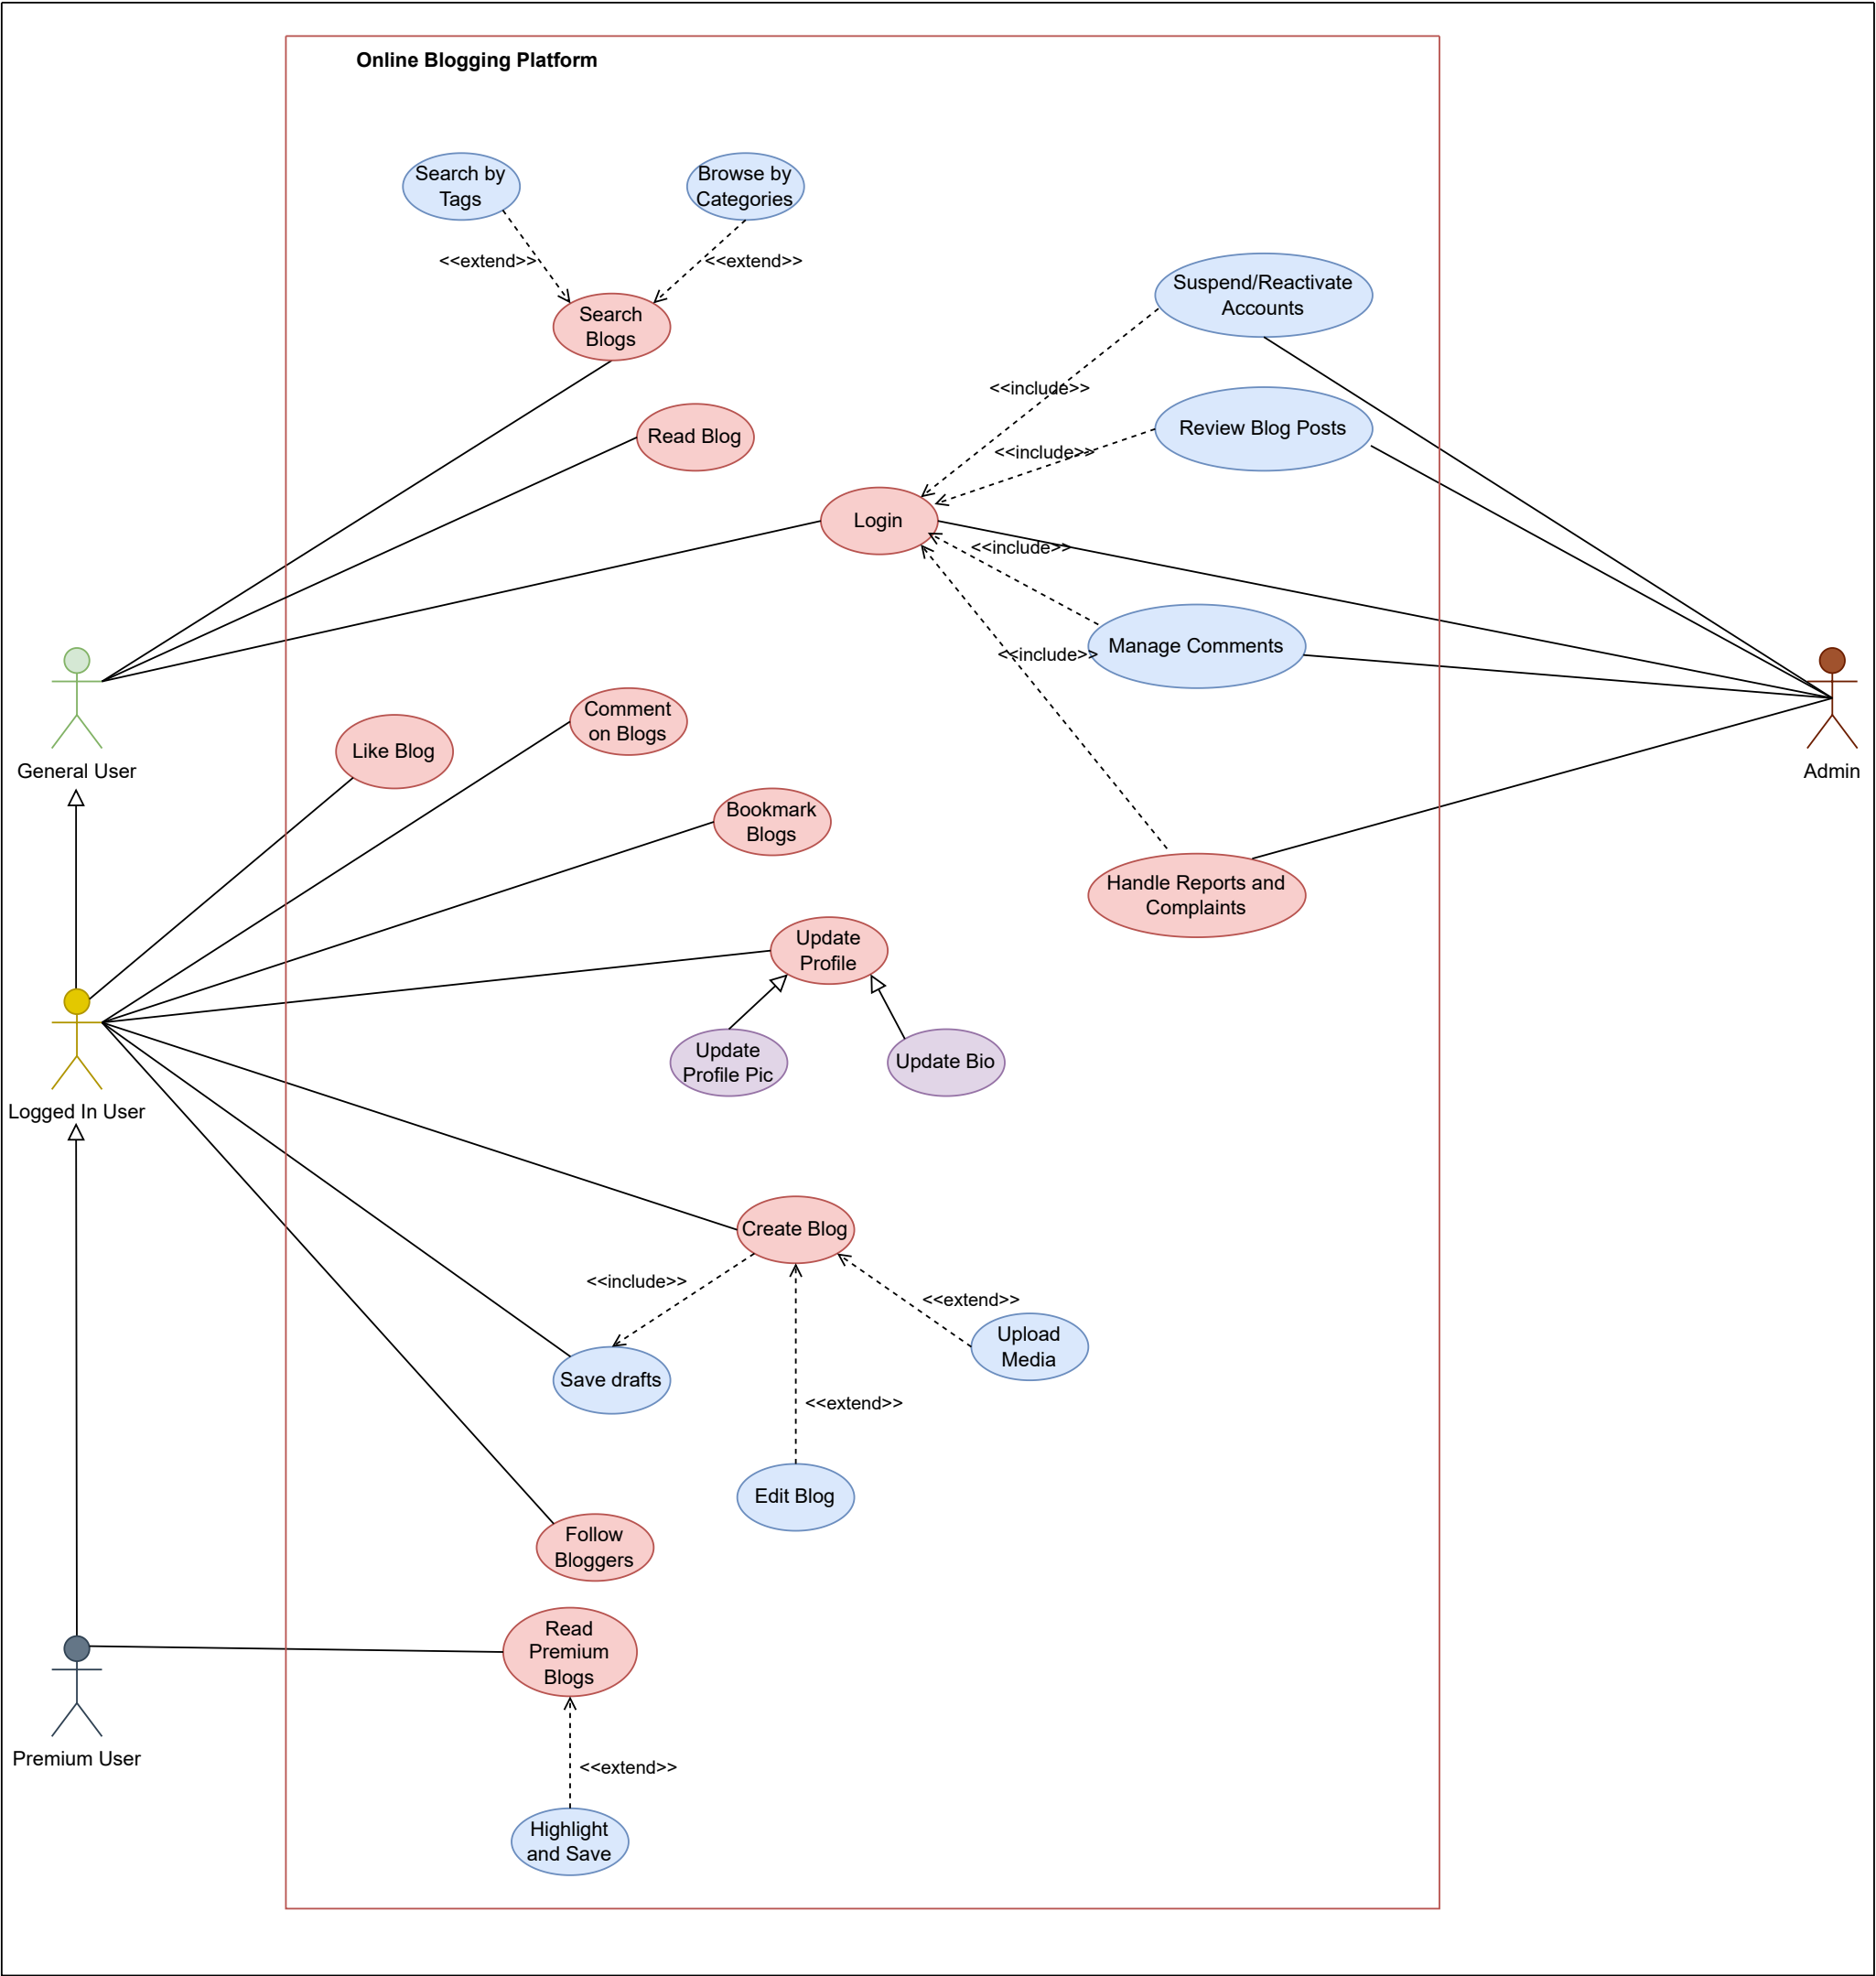 Online Blogging Platform
Search by
Tags
Browse by
Categories
<<extend>>
<<extend>>
Search
Blogs
Suspend/Reactivate
Accounts
<<include>>
Read Blog
Review Blog Posts
<<include>>
Login
<<include>>
Manage Comments
<<include>>
General User
Admin
Like Blog
Comment
on Blogs
Bookmark
Blogs
Handle Reports and
Complaints
Update
Profile
Update
Profile Pic
Update Bio
Logged In User
Create Blog
<<include>>
<<extend>>
Upload
Media
Save drafts
<<extend>>
Edit Blog
Follow
Bloggers
Read
Premium
Blogs
Premium User
<<extend>>
Highlight
and Save